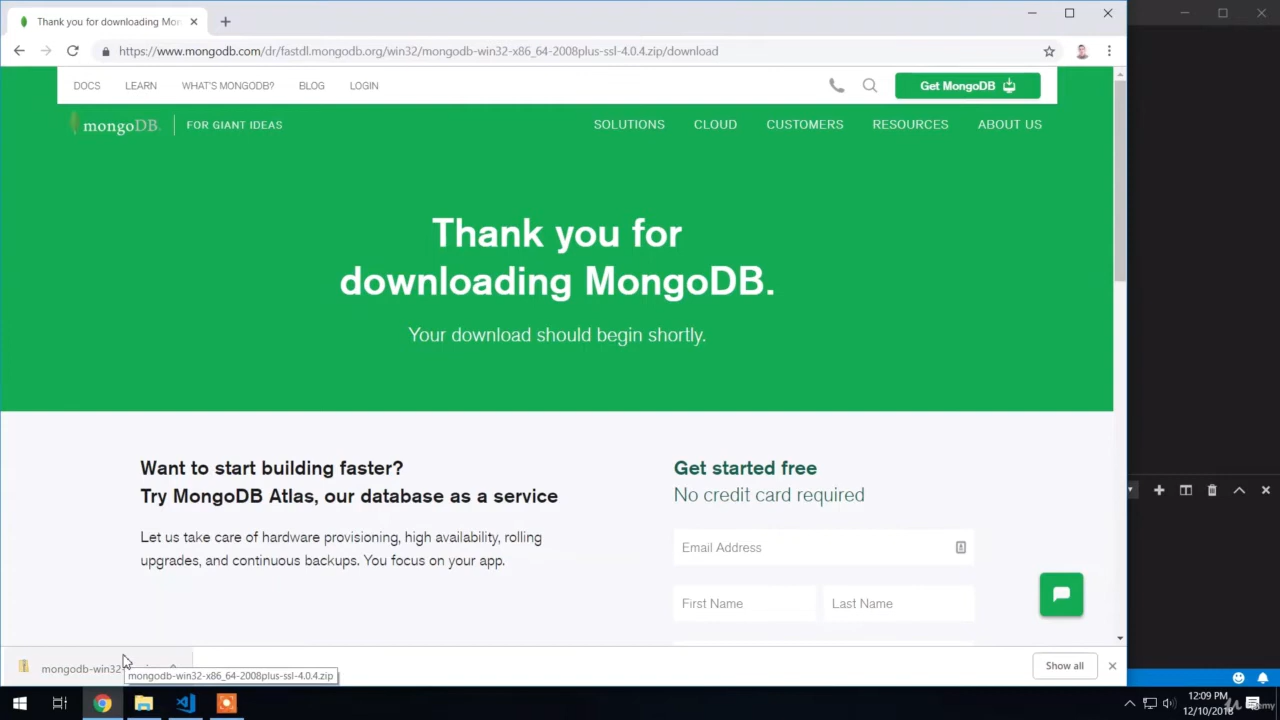 Thank you for downloading Mon
https://www.mongodb.com/dr/fastdl.mongodb.org/win32/mongodb-win32-x86_64-2008plus-ssl-4.0.4.zip/download
DOCS LEARN WHAT'S MONGODB? BLOG LOGIN Get MongoDB
mongoDB. FOR GIANT IDEAS SOLUTIONS CLOUD CUSTOMERS RESOURCES ABOUT US
Thank you for
downloading MongoDB.
Your download should begin shortly.
Want to start building faster?
Try MongoDB Atlas, our database as a service
Let us take care of hardware provisioning, high availability, rolling
upgrades, and continuous backups. You focus on your app.
Get started free
No credit card required
Email Address
First Name Last Name
mongodb-win32-
mongodb-win32-x86_64-2008plus-ssl-4.0.4.zip
Show all
12:09 PM